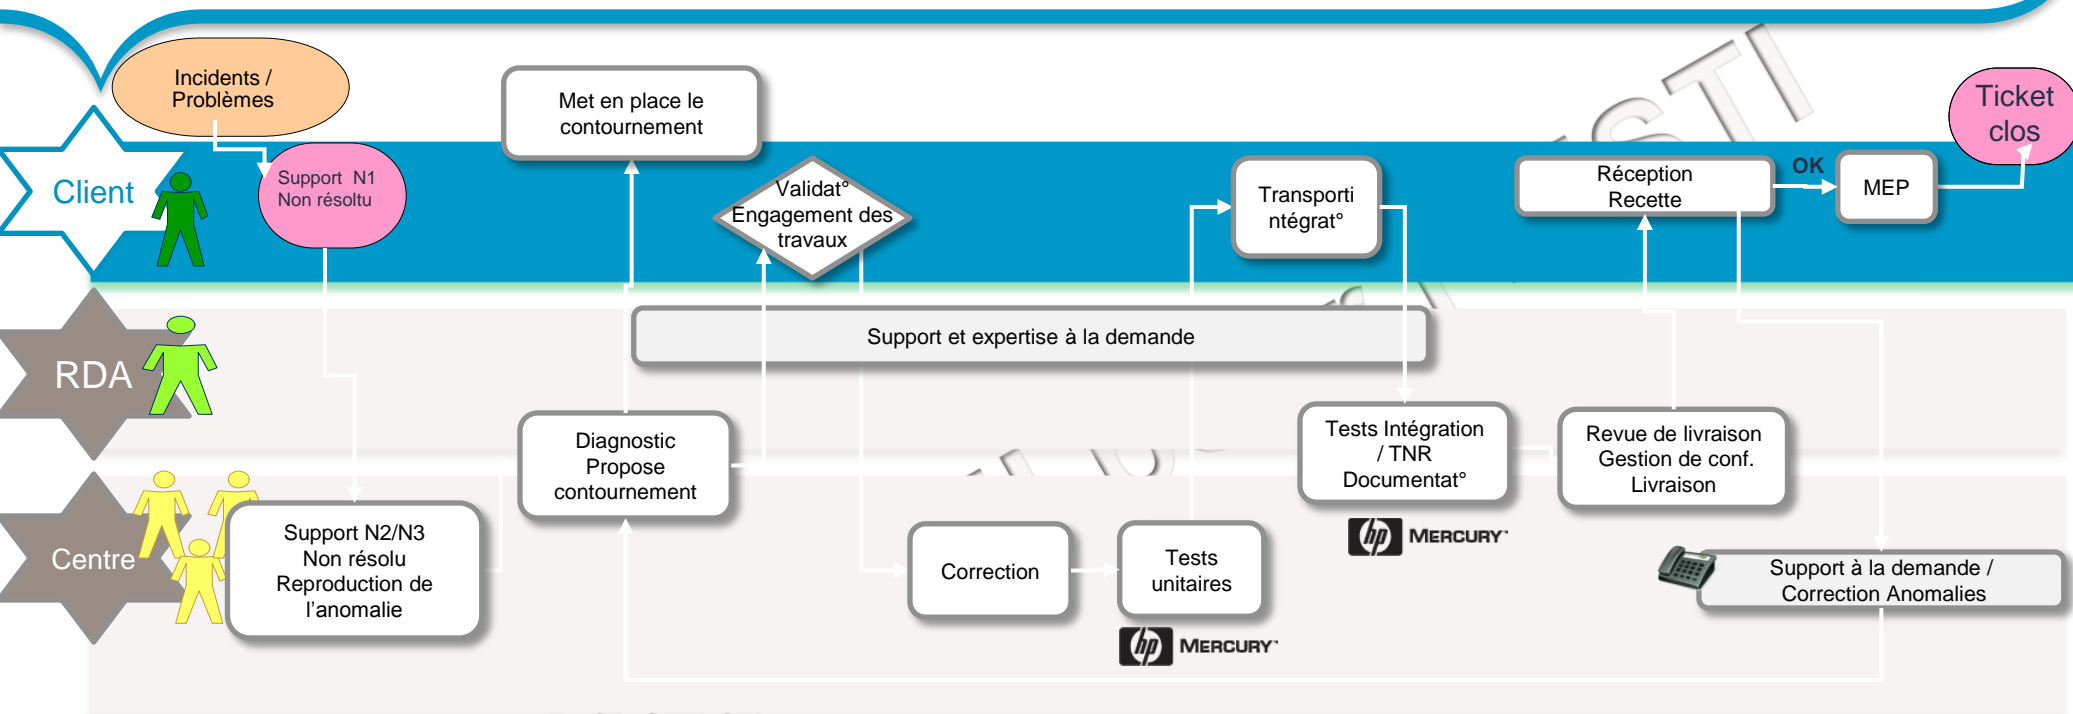 Incidents /
Problèmes
Met en place le
contournement
Ticket
clos
Client
Support N1
Non résoltu
Validat°
Engagement des
travaux
Transporti
ntégrat°
Réception
Recette
OK
MEP
RDA
Support et expertise à la demande
Diagnostic
Propose
contournement
Tests Intégration
/ TNR
Documentat°
Revue de livraison
Gestion de conf.
Livraison
Centre
Support N2/N3
Non résolu
Reproduction de
l'anomalie
Correction
Tests
unitaires
hp MERCURY
Support à la demande /
Correction Anomalies
hp MERCURY